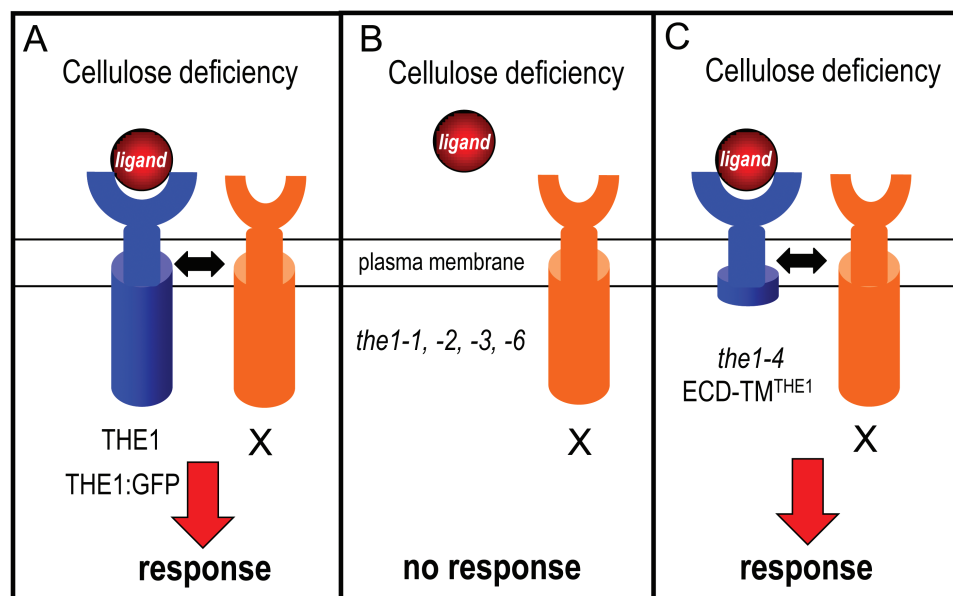 A
Cellulose deficiency
ligand
THE1
X
THE1:GFP
response
B
Cellulose deficiency
ligand
plasma membrane
the1-1, -2, -3, -6
X
no response
C
Cellulose deficiency
ligand
the1-4
ECD-TMᵀᴴᴱ¹
X
response